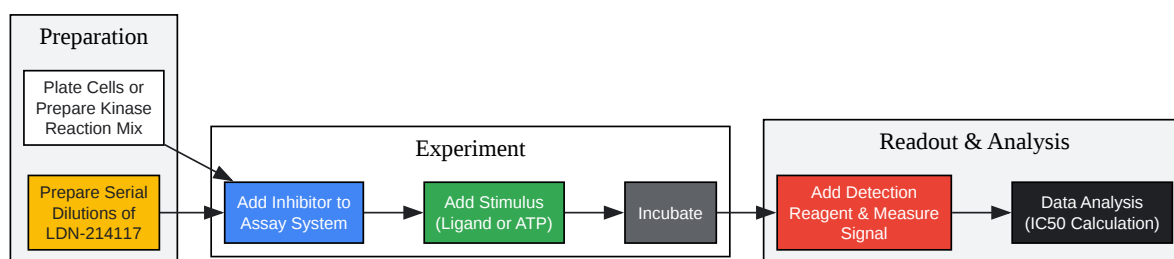 Preparation
Plate Cells or
Prepare Kinase
Reaction Mix
Prepare Serial
Dilutions of
LDN-214117
Experiment
Add Inhibitor to
Assay System
Add Stimulus
(Ligand or ATP)
Incubate
Readout & Analysis
Add Detection
Reagent & Measure
Signal
Data Analysis
(IC50 Calculation)